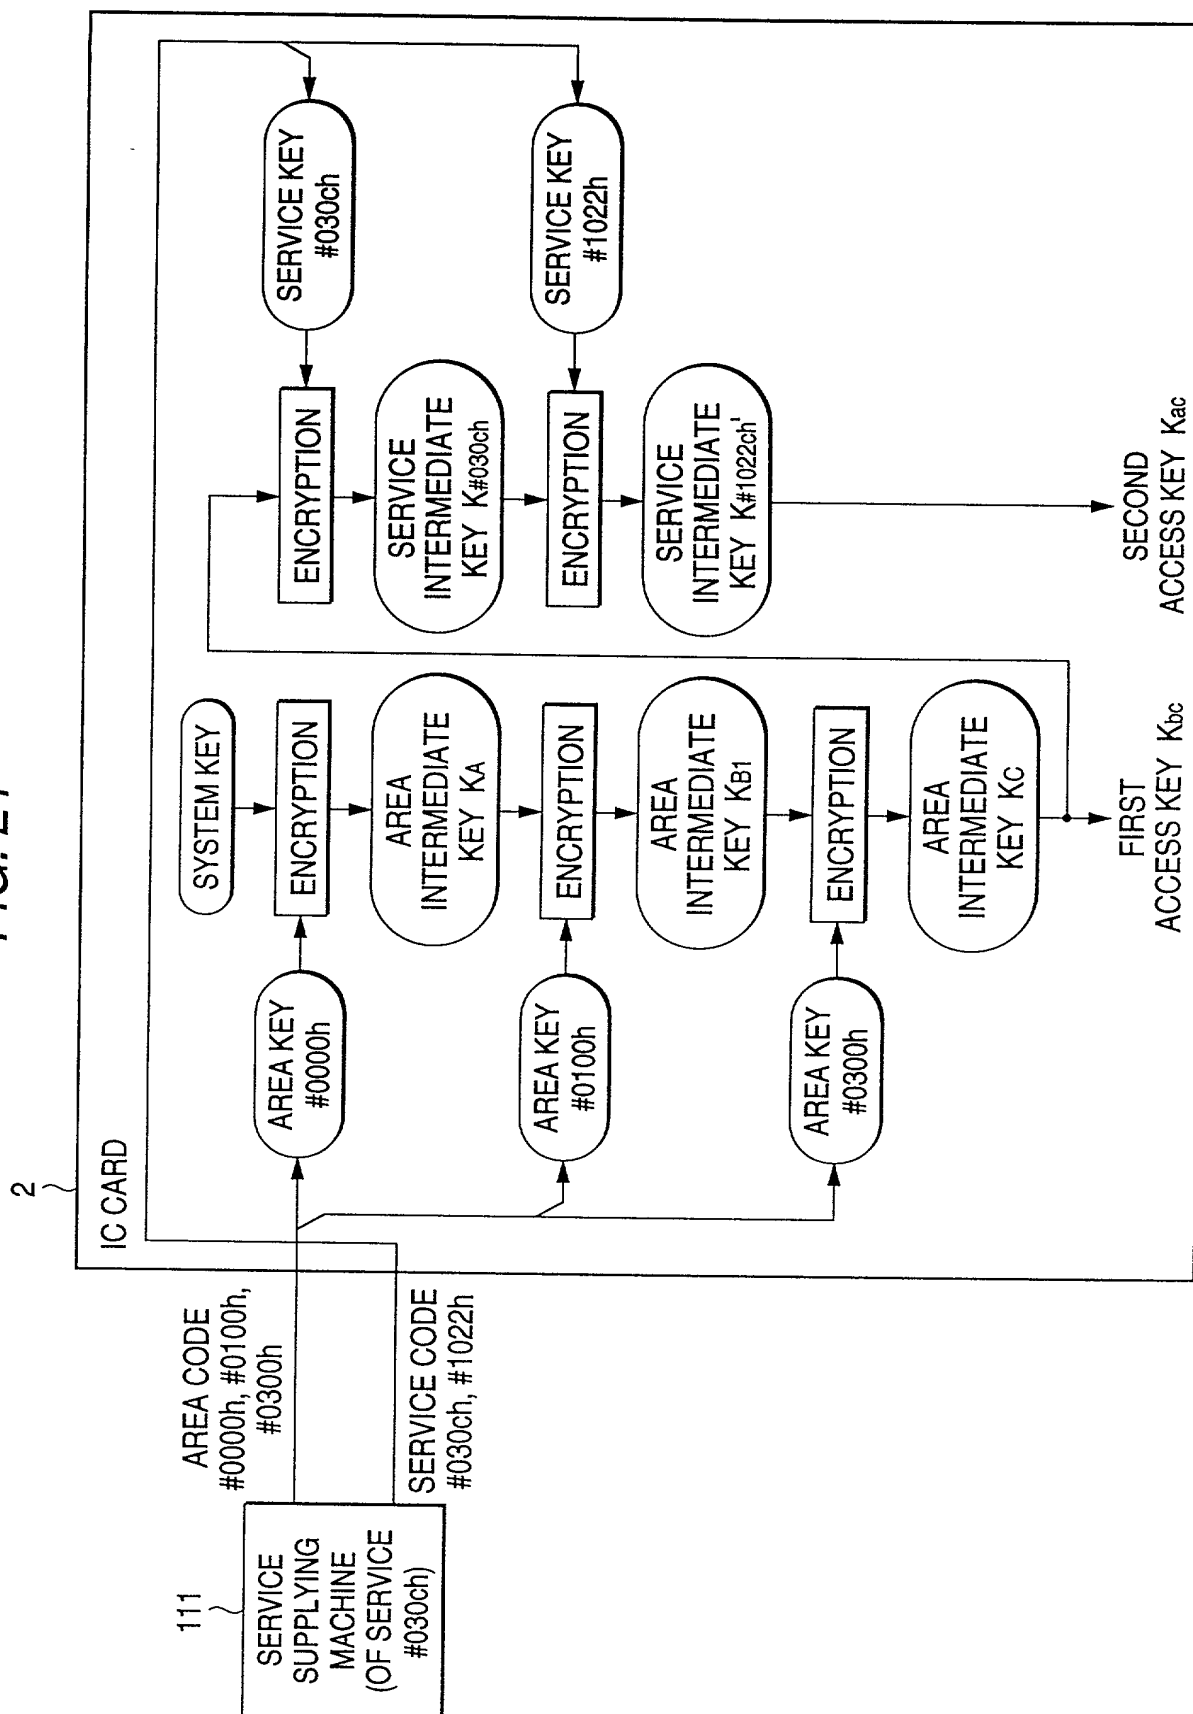 FIG. 21
2
IC CARD
111
SERVICE
SUPPLYING
MACHINE
(OF SERVICE
#030ch)
AREA CODE
#0000h, #0100h,
#0300h
SERVICE CODE
#030ch, #1022h
AREA KEY
#0000h
AREA KEY
#0100h
AREA KEY
#0300h
SYSTEM KEY
ENCRYPTION
AREA
INTERMEDIATE
KEY KA
ENCRYPTION
AREA
INTERMEDIATE
KEY KB1
ENCRYPTION
AREA
INTERMEDIATE
KEY KC
FIRST
ACCESS KEY Kbc
ENCRYPTION
SERVICE
INTERMEDIATE
KEY K#030ch
ENCRYPTION
SERVICE
INTERMEDIATE
KEY K#1022ch'
SECOND
ACCESS KEY Kac
SERVICE KEY
#030ch
SERVICE KEY
#1022h